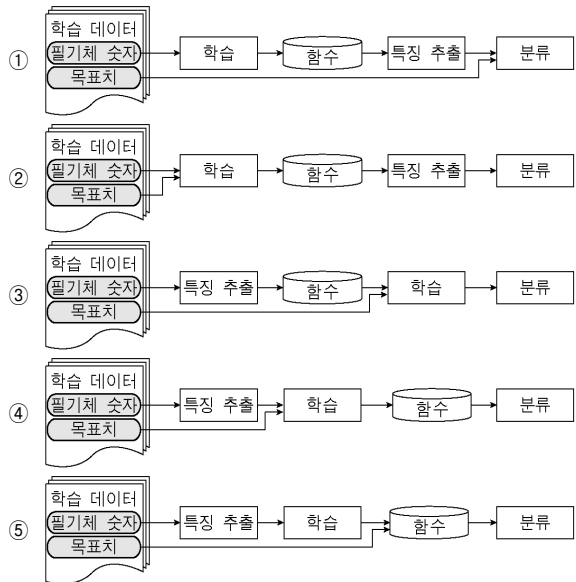 학습 데이터
① 필기체 숫자 학습 함수 특징 추출 분류
목표치
학습 데이터
② 필기체 숫자 학습 함수 특징 추출 분류
목표치
학습 데이터
③ 필기체 숫자 특징 추출 함수 학습 분류
목표치
학습 데이터
④ 필기체 숫자 특징 추출 학습 함수 분류
목표치
학습 데이터
⑤ 필기체 숫자 특징 추출 학습 함수 분류
목표치